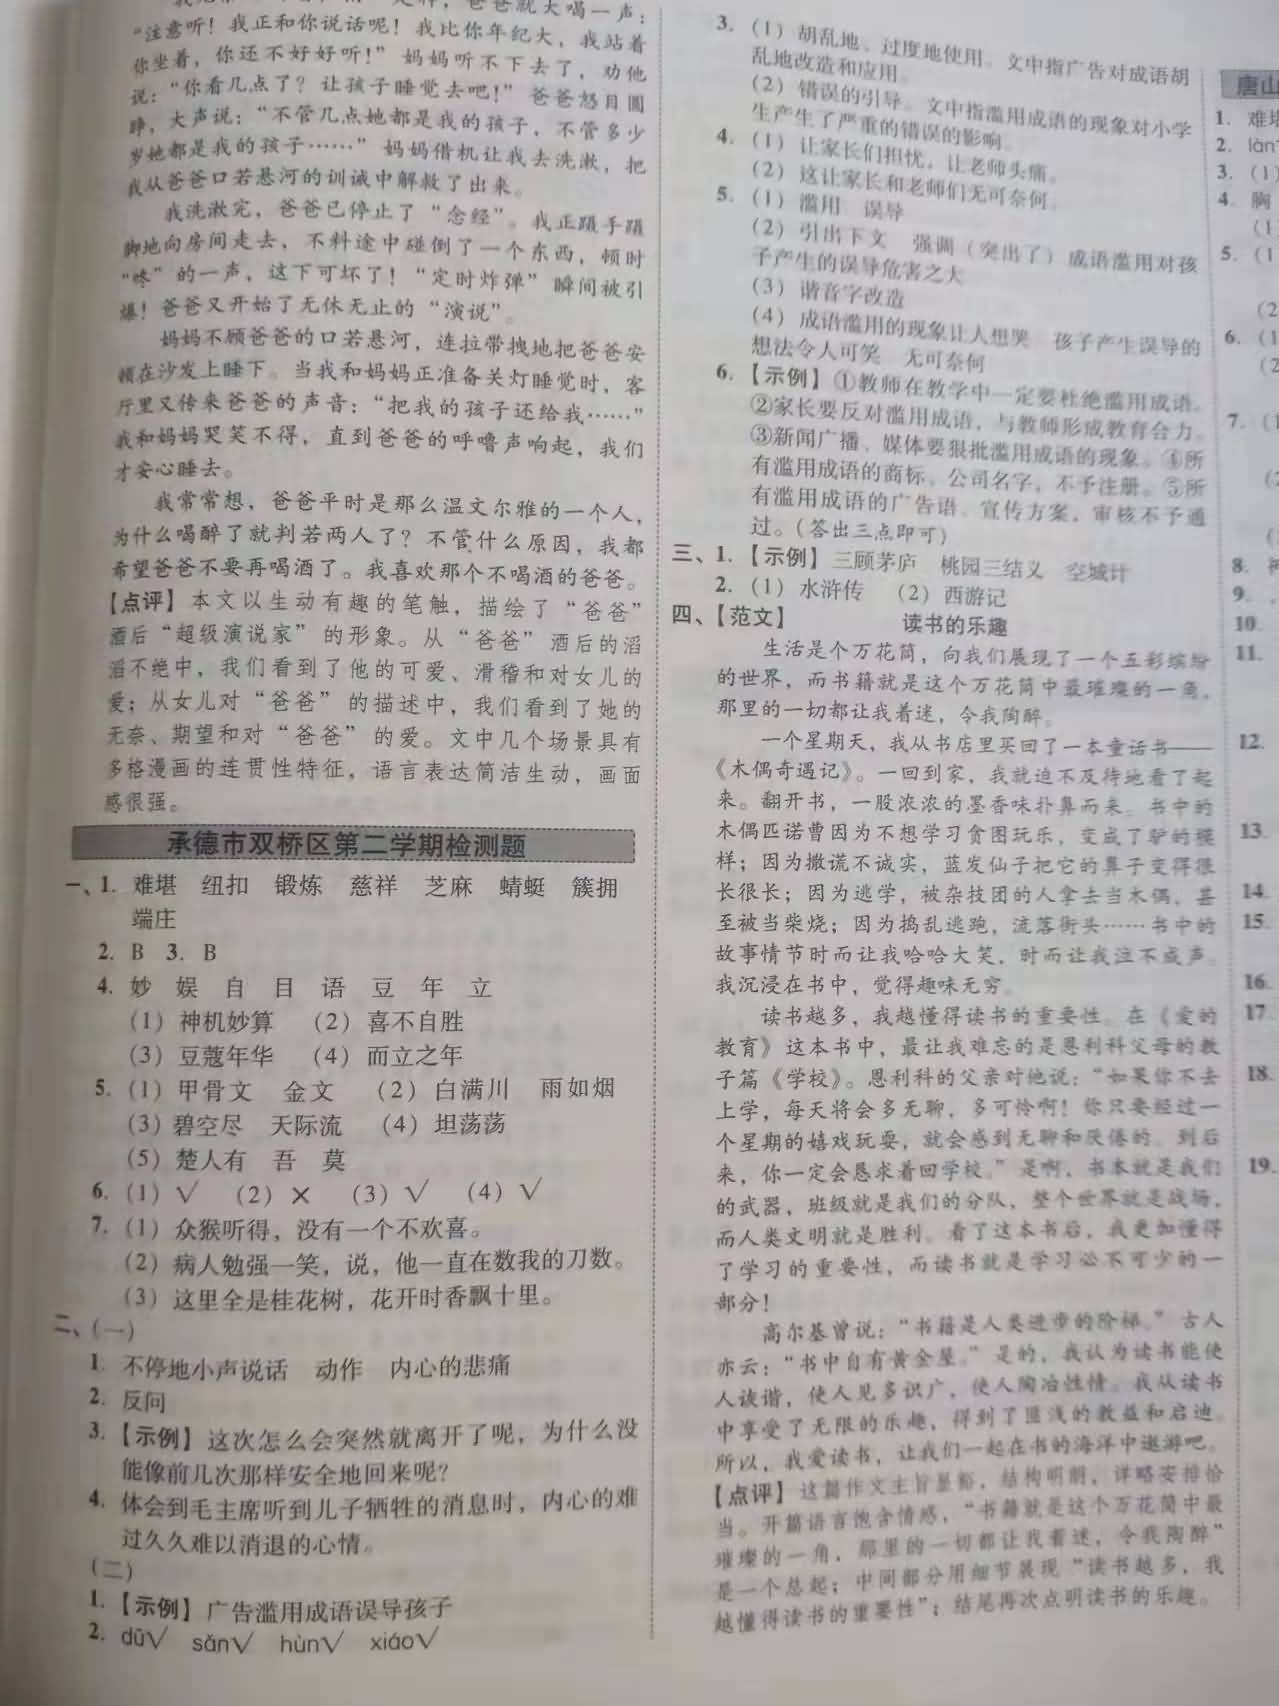 爸爸就大喝一声：
“注意听！我正和你说话呢！我比你年纪大，我站着
你坐着，你还不好好听！”妈妈听不下去了，劝他
说：“你看几点了？让孩子睡觉去吧！”爸爸怒目圆
睁，大声说：“不管几点她都是我的孩子，不管多少
岁她都是我的孩子……”妈妈借机让我去洗漱，把
我从爸爸口若悬河的训诫中解救了出来。
我洗漱完，爸爸已停止了“念经”。我正蹑手蹑
脚地向房间走去，不料途中碰倒了一个东西，顿时
“咚”的一声，这下可坏了！“定时炸弹”瞬间被引
爆！爸爸又开始了无休无止的“演说”。
妈妈不顾爸爸的口若悬河，连拉带拽地把爸爸安
顿在沙发上睡下。当我和妈妈正准备关灯睡觉时，客
厅里又传来爸爸的声音：“把我的孩子还给我……”
我和妈妈哭笑不得，直到爸爸的呼噜声响起，我们
才安心睡去。
我常常想，爸爸平时是那么温文尔雅的一个人，
为什么喝醉了就判若两人了？不管什么原因，我都
希望爸爸不要再喝酒了。我喜欢那个不喝酒的爸爸。
【点评】本文以生动有趣的笔触，描绘了“爸爸”
酒后“超级演说家”的形象。从“爸爸”酒后的滔
滔不绝中，我们看到了他的可爱、滑稽和对女儿的
爱；从女儿对“爸爸”的描述中，我们看到了她的
无奈、期望和对“爸爸”的爱。文中几个场景具有
多格漫画的连贯性特征，语言表达简洁生动，画面
感很强。
承德市双桥区第二学期检测题
一、1. 难堪 纽扣 锻炼 慈祥 芝麻 蜻蜓 簇拥
端庄
2. B 3. B
4. 妙 娱 自 目 语 豆 年 立
（1）神机妙算 （2）喜不自胜
（3）豆蔻年华 （4）而立之年
5.（1）甲骨文 金文 （2）白满川 雨如烟
（3）碧空尽 天际流 （4）坦荡荡
（5）楚人有 吾 莫
6.（1）√ （2）× （3）√ （4）√
7.（1）众猴听得，没有一个不欢喜。
（2）病人勉强一笑，说，他一直在数我的刀数。
（3）这里全是桂花树，花开时香飘十里。
二、（一）
1. 不停地小声说话 动作 内心的悲痛
2. 反问
3.【示例】这次怎么会突然就离开了呢，为什么没
能像前几次那样安全地回来呢？
4. 体会到毛主席听到儿子牺牲的消息时，内心的难
过久久难以消退的心情。
（二）
1.【示例】广告滥用成语误导孩子
2. dū√ sǎn√ hùn√ xiáo√
3.（1）胡乱地、过度地使用。文中指广告对成语胡
乱地改造和应用。
（2）错误的引导。文中指滥用成语的现象对小学
生产生了严重的错误的影响。
4.（1）让家长们担忧，让老师头痛。
（2）这让家长和老师们无可奈何。
5.（1）滥用 误导
（2）引出下文 强调（突出了）成语滥用对孩
子产生的误导危害之大
（3）谐音字改造
（4）成语滥用的现象让人想哭 孩子产生误导的
想法令人可笑 无可奈何
6.【示例】①教师在教学中一定要杜绝滥用成语。
②家长要反对滥用成语，与教师形成教育合力。
③新闻广播、媒体要狠批滥用成语的现象。④所
有滥用成语的商标、公司名字，不予注册。⑤所
有滥用成语的广告语、宣传方案，审核不予通
过。（答出三点即可）
三、1.【示例】三顾茅庐 桃园三结义 空城计
2.（1）水浒传 （2）西游记
四、【范文】 读书的乐趣
生活是个万花筒，向我们展现了一个五彩缤纷
的世界，而书籍就是这个万花筒中最璀璨的一角，
那里的一切都让我着迷，令我陶醉。
一个星期天，我从书店里买回了一本童话书——
《木偶奇遇记》。一回到家，我就迫不及待地看了起
来。翻开书，一股浓浓的墨香味扑鼻而来。书中的
木偶匹诺曹因为不想学习贪图玩乐，变成了驴的模
样；因为撒谎不诚实，蓝发仙子把它的鼻子变得很
长很长；因为逃学，被杂技团的人拿去当木偶，甚
至被当柴烧；因为捣乱逃跑，流落街头……书中的
故事情节时而让我哈哈大笑，时而让我泣不成声。
我沉浸在书中，觉得趣味无穷。
读书越多，我越懂得读书的重要性。在《爱的
教育》这本书中，最让我难忘的是恩利科父母的教
子篇《学校》。恩利科的父亲对他说：“如果你不去
上学，每天将会多无聊，多可怜啊！你只要经过一
个星期的嬉戏玩耍，就会感到无聊和厌倦的。到后
来，你一定会恳求着回学校。”是啊，书本就是我们
的武器，班级就是我们的分队，整个世界就是战场，
而人类文明就是胜利。看了这本书后，我更加懂得
了学习的重要性，而读书就是学习必不可少的一
部分！
高尔基曾说：“书籍是人类进步的阶梯。”古人
亦云：“书中自有黄金屋。”是的，我认为读书能使
人诙谐，使人见多识广，使人陶冶性情。我从读书
中享受了无限的乐趣，得到了匪浅的教益和启迪。
所以，我爱读书，让我们一起在书的海洋中遨游吧。
【点评】这篇作文主旨显豁，结构明朗，详略安排恰
当。开篇语言饱含情感，“书籍就是这个万花筒中最
璀璨的一角，那里的一切都让我着迷，令我陶醉”
是一个总起；中间部分用细节展现“读书越多，我
越懂得读书的重要性”；结尾再次点明读书的乐趣。
唐山
1. 难堪
2. làn
3.（1）
4. 胸
（1
5.（1
（2
6.（1
（2
7.（1
（2
8.
9.
10.
11.
12.
13.
14.
15.
16.
17.
18.
19.